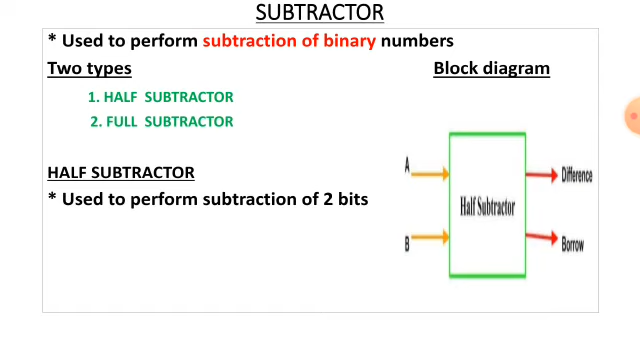 SUBTRACTOR
* Used to perform subtraction of binary numbers
Two types
Block diagram
1. HALF SUBTRACTOR
2. FULL SUBTRACTOR
HALF SUBTRACTOR
* Used to perform subtraction of 2 bits
A
Difference
Half Subtractor
B
Borrow